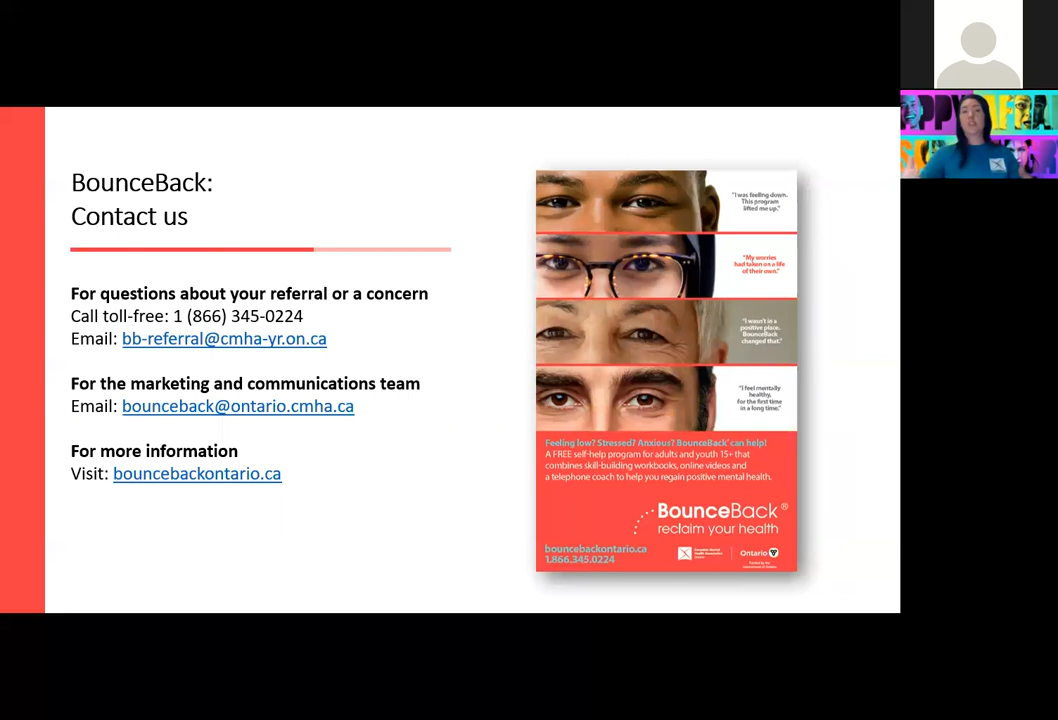 BounceBack:
Contact us
For questions about your referral or a concern
Call toll-free: 1 (866) 345-0224
Email: bb-referral@cmha-yr.on.ca
For the marketing and communications team
Email: bounceback@ontario.cmha.ca
For more information
Visit: bouncebackontario.ca
"I was feeling down.
This program
lifted me up."
"My worries
had taken on a life
of their own."
"I wasn't in a
positive place.
BounceBack
changed that."
"I feel mentally
healthy,
For the first time
in a long time."
Feeling low? Stressed? Anxious? BounceBack® can help!
A FREE self-help program for adults and youth 15+ that
combines skill-building workbooks, online videos and
a telephone coach to help you regain positive mental health.
BounceBack®
reclaim your health
bouncebackontario.ca
1.866.345.0224
Canadian Mental
Health Association
Ontario